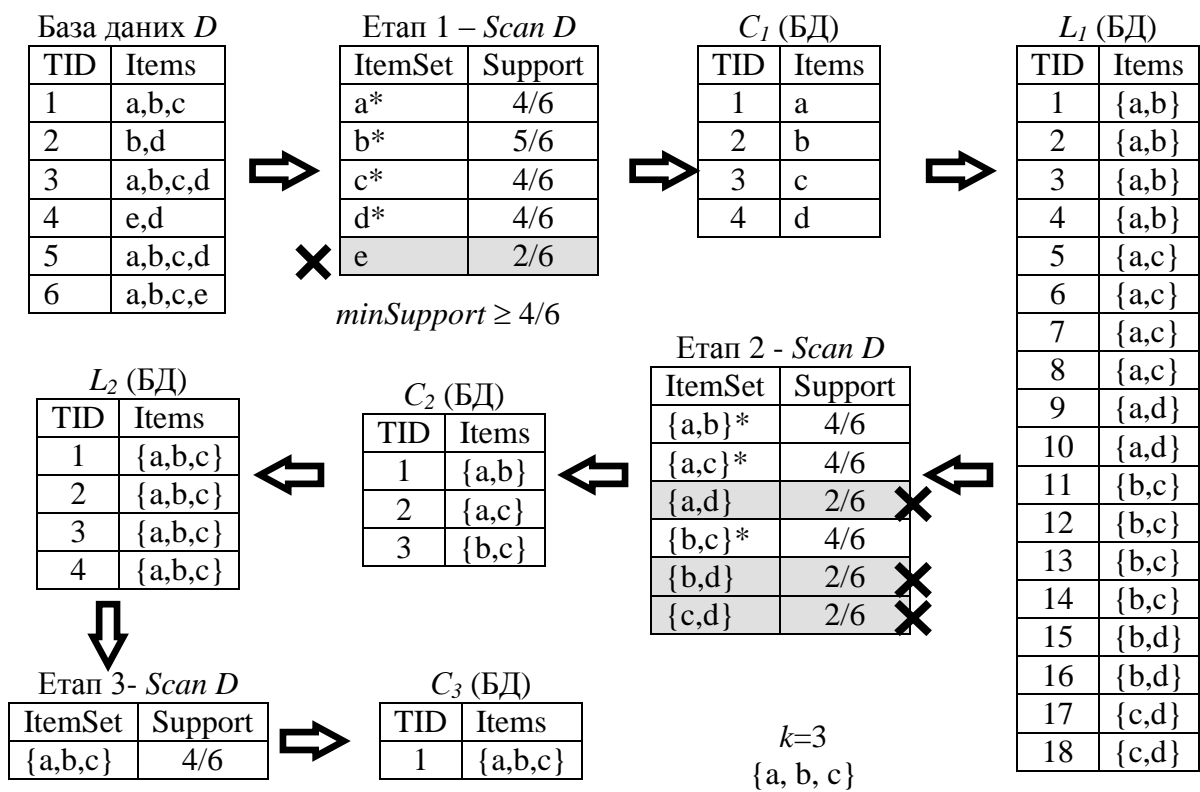 База даних D
TID Items
1 a,b,c
2 b,d
3 a,b,c,d
4 e,d
5 a,b,c,d
6 a,b,c,e
Етап 1 – Scan D
ItemSet Support
a* 4/6
b* 5/6
c* 4/6
d* 4/6
e 2/6
minSupport ≥ 4/6
C1 (БД)
TID Items
1 a
2 b
3 c
4 d
L1 (БД)
TID Items
1 {a,b}
2 {a,b}
3 {a,b}
4 {a,b}
5 {a,c}
6 {a,c}
7 {a,c}
8 {a,c}
9 {a,d}
10 {a,d}
11 {b,c}
12 {b,c}
13 {b,c}
14 {b,c}
15 {b,d}
16 {b,d}
17 {c,d}
18 {c,d}
Етап 2 - Scan D
ItemSet Support
{a,b}* 4/6
{a,c}* 4/6
{a,d} 2/6
{b,c}* 4/6
{b,d} 2/6
{c,d} 2/6
C2 (БД)
TID Items
1 {a,b}
2 {a,c}
3 {b,c}
L2 (БД)
TID Items
1 {a,b,c}
2 {a,b,c}
3 {a,b,c}
4 {a,b,c}
Етап 3- Scan D
ItemSet Support
{a,b,c} 4/6
C3 (БД)
TID Items
1 {a,b,c}
k=3
{a, b, c}